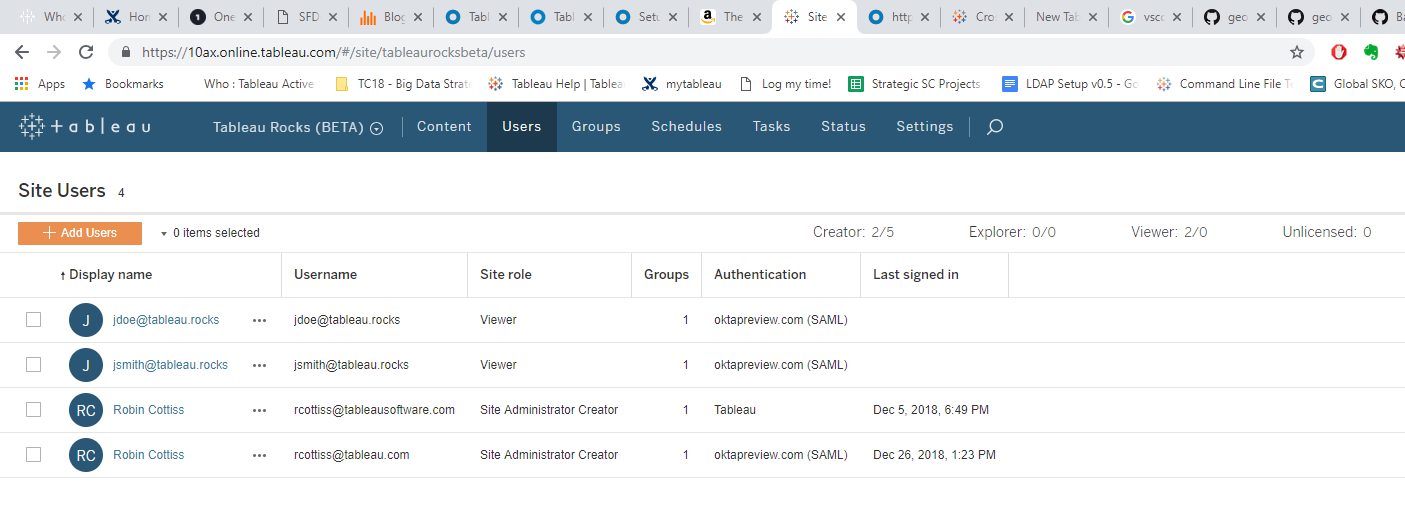 Who Hon 1 One SFD Blog Tabl Tabl Setu a The Site http Cro New Tab G vsco geo geo Ba
https://10ax.online.tableau.com/#/site/tableaurocksbeta/users
Apps Bookmarks Who : Tableau Active TC18 - Big Data Strate Tableau Help | Tablea mytableau Log my time! Strategic SC Projects LDAP Setup v0.5 - Go Command Line File T Global SKO, C
+ a b l e a u Tableau Rocks (BETA) Content Users Groups Schedules Tasks Status Settings
Site Users 4
+ Add Users 0 items selected Creator: 2/5 Explorer: 0/0 Viewer: 2/0 Unlicensed: 0
↑ Display name Username Site role Groups Authentication Last signed in
J jdoe@tableau.rocks ••• jdoe@tableau.rocks Viewer 1 oktapreview.com (SAML)
J jsmith@tableau.rocks ••• jsmith@tableau.rocks Viewer 1 oktapreview.com (SAML)
RC Robin Cottiss ••• rcottiss@tableausoftware.com Site Administrator Creator 1 Tableau Dec 5, 2018, 6:49 PM
RC Robin Cottiss ••• rcottiss@tableau.com Site Administrator Creator 1 oktapreview.com (SAML) Dec 26, 2018, 1:23 PM